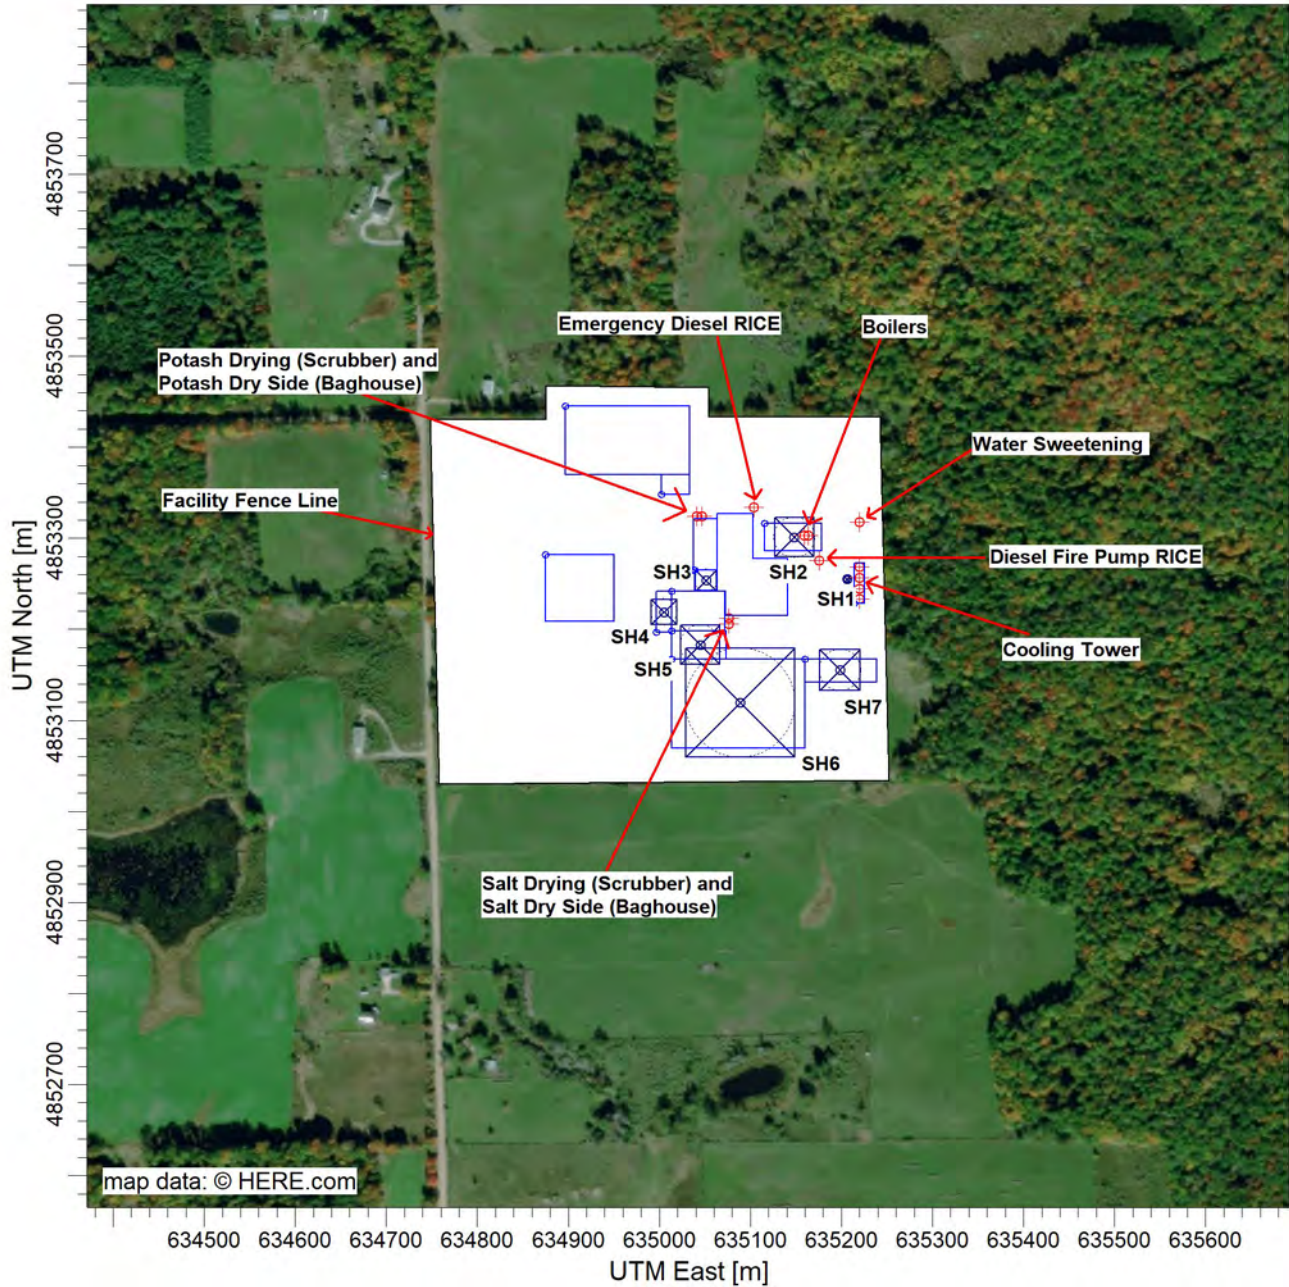 Emergency Diesel RICE
Boilers
Potash Drying (Scrubber) and
Potash Dry Side (Baghouse)
Water Sweetening
Facility Fence Line
Diesel Fire Pump RICE
SH3
SH2
SH1
SH4
SH5
Cooling Tower
SH7
SH6
Salt Drying (Scrubber) and
Salt Dry Side (Baghouse)
map data: © HERE.com
UTM North [m]
4853700
4853500
4853300
4853100
4852900
4852700
634500 634600 634700 634800 634900 635000 635100 635200 635300 635400 635500 635600
UTM East [m]